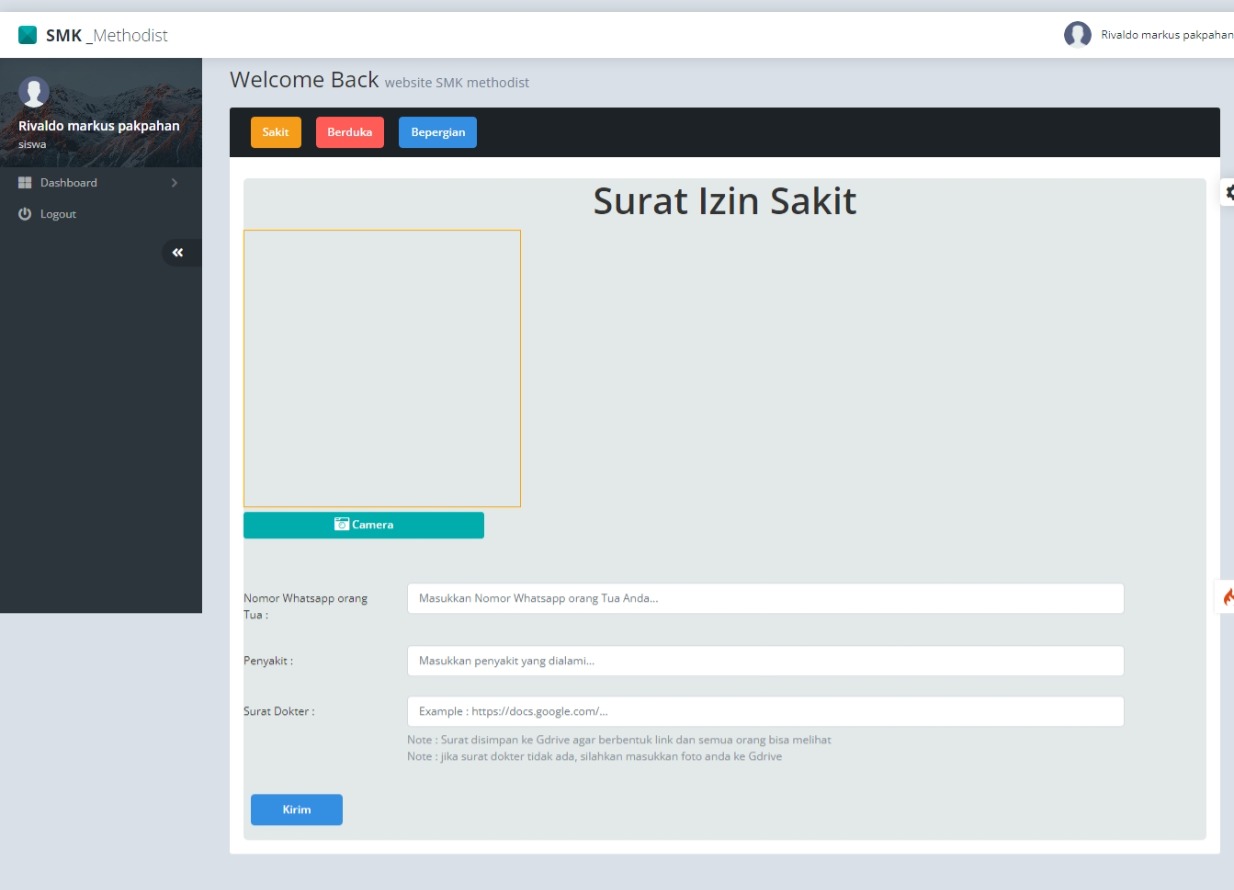 SMK _Methodist
Rivaldo markus pakpahan
Rivaldo markus pakpahan
siswa
Dashboard
Logout
Welcome Back website SMK methodist
Sakit Berduka Bepergian
Surat Izin Sakit
Camera
Nomor Whatsapp orang
Tua :
Masukkan Nomor Whatsapp orang Tua Anda...
Penyakit :
Masukkan penyakit yang dialami...
Surat Dokter :
Example : https://docs.google.com/...
Note : Surat disimpan ke Gdrive agar berbentuk link dan semua orang bisa melihat
Note : jika surat dokter tidak ada, silahkan masukkan foto anda ke Gdrive
Kirim